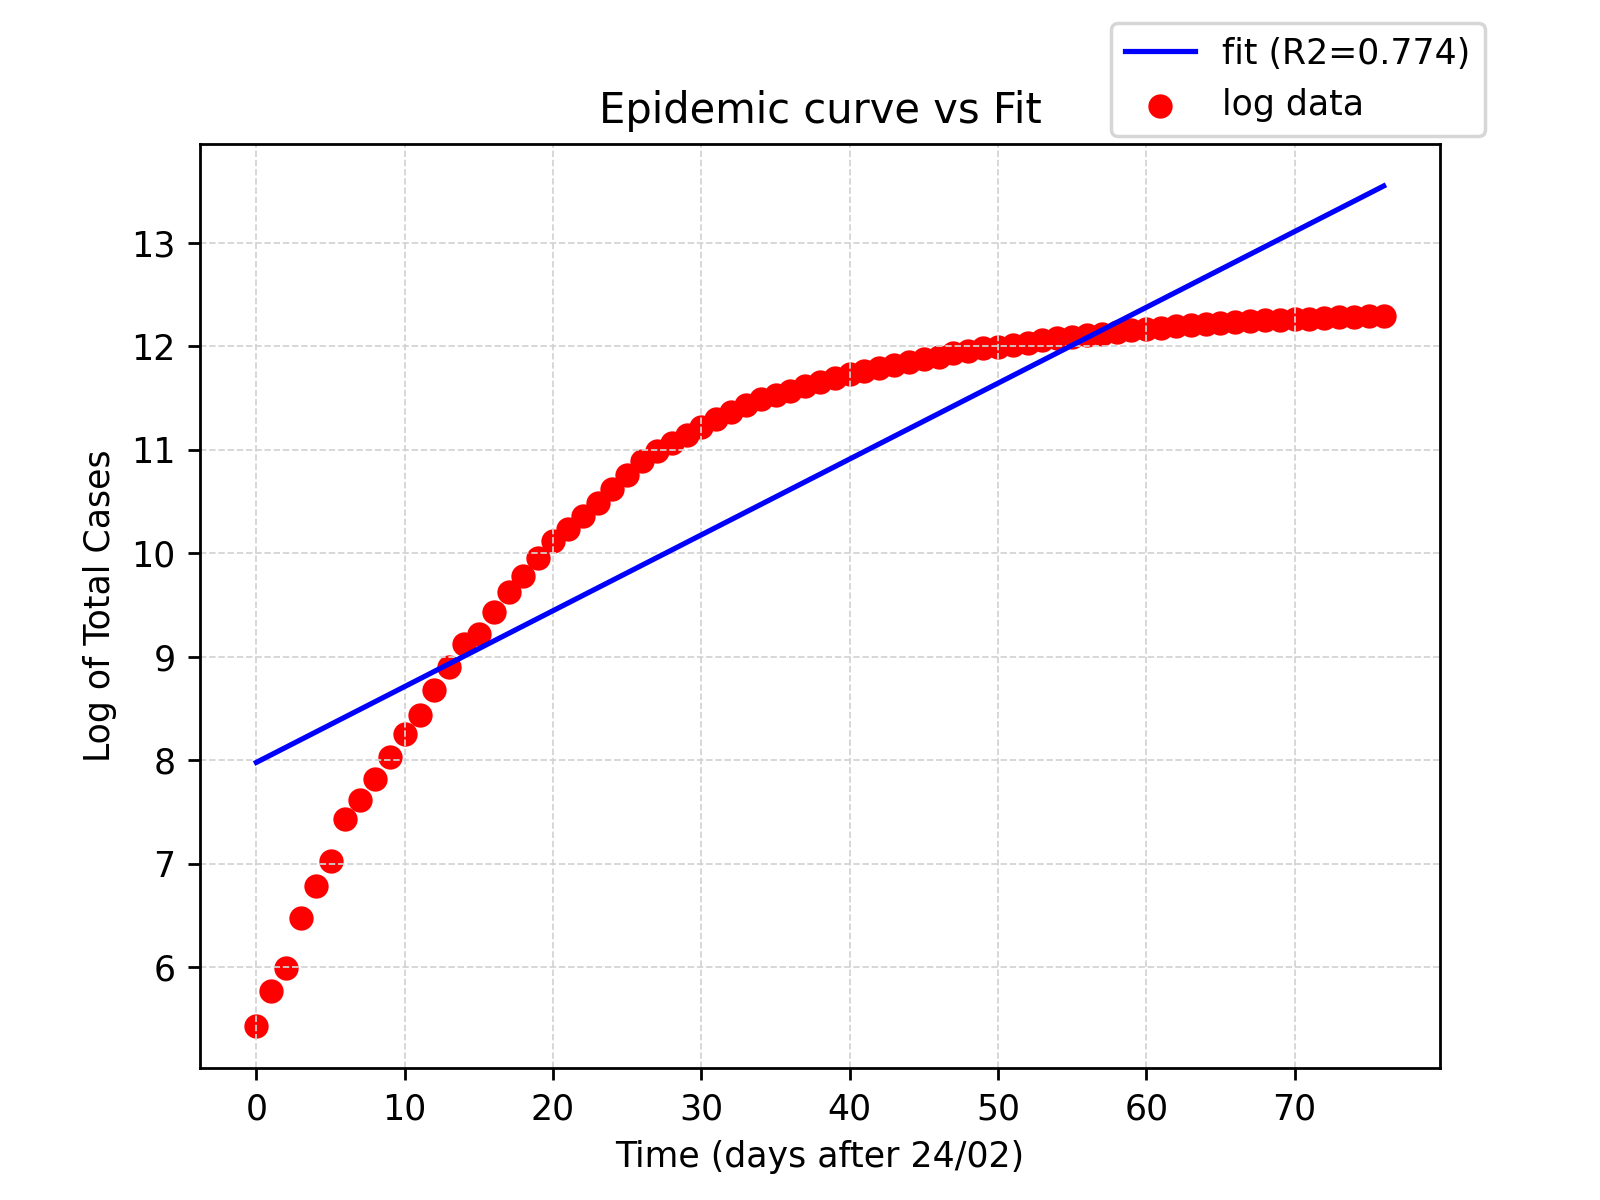 fit (R2=0.774)
log data
Epidemic curve vs Fit
Log of Total Cases
13
12
11
10
9
8
7
6
0 10 20 30 40 50 60 70
Time (days after 24/02)